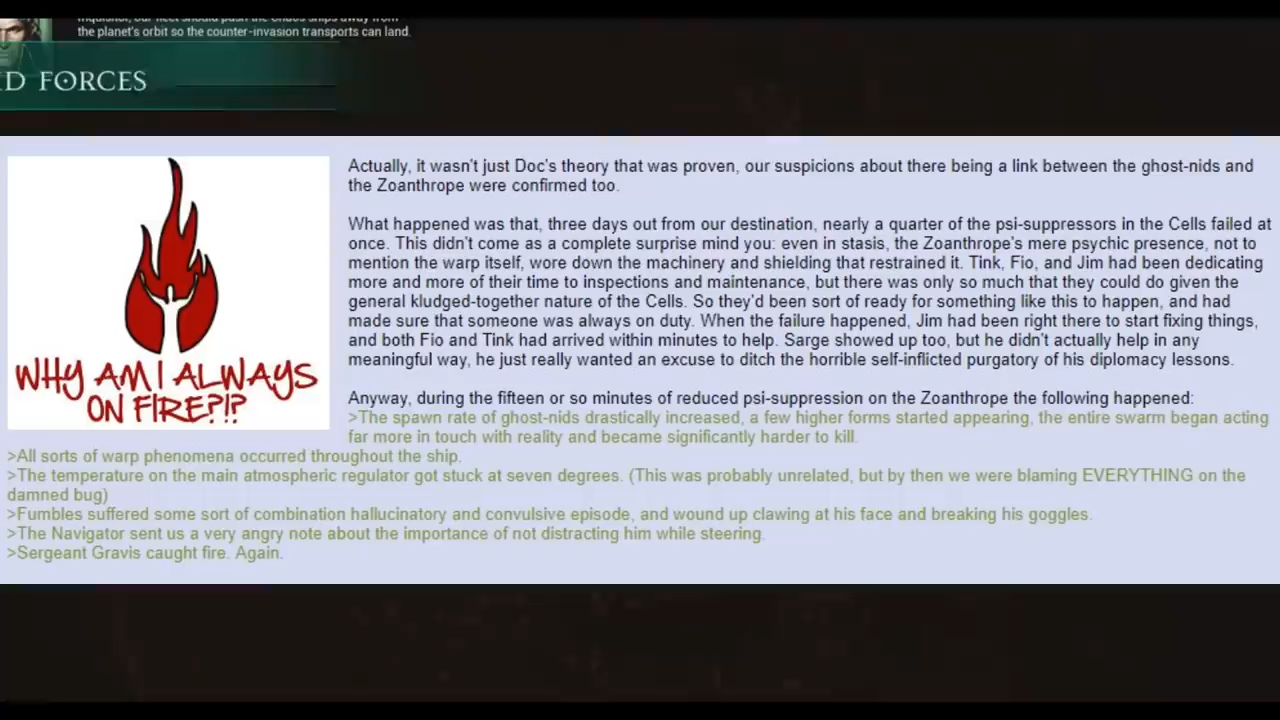 Inquisitor, our fleet should push the Chaos ships away from
the planet's orbit so the counter-invasion transports can land.
D FORCES
WHY AM I ALWAYS
ON FIRE?!?
Actually, it wasn't just Doc's theory that was proven, our suspicions about there being a link between the ghost-nids and
the Zoanthrope were confirmed too.
What happened was that, three days out from our destination, nearly a quarter of the psi-suppressors in the Cells failed at
once. This didn't come as a complete surprise mind you: even in stasis, the Zoanthrope's mere psychic presence, not to
mention the warp itself, wore down the machinery and shielding that restrained it. Tink, Fio, and Jim had been dedicating
more and more of their time to inspections and maintenance, but there was only so much that they could do given the
general kludged-together nature of the Cells. So they'd been sort of ready for something like this to happen, and had
made sure that someone was always on duty. When the failure happened, Jim had been right there to start fixing things,
and both Fio and Tink had arrived within minutes to help. Sarge showed up too, but he didn't actually help in any
meaningful way, he just really wanted an excuse to ditch the horrible self-inflicted purgatory of his diplomacy lessons.
Anyway, during the fifteen or so minutes of reduced psi-suppression on the Zoanthrope the following happened:
>The spawn rate of ghost-nids drastically increased, a few higher forms started appearing, the entire swarm began acting
far more in touch with reality and became significantly harder to kill.
>All sorts of warp phenomena occurred throughout the ship.
>The temperature on the main atmospheric regulator got stuck at seven degrees. (This was probably unrelated, but by then we were blaming EVERYTHING on the
damned bug)
>Fumbles suffered some sort of combination hallucinatory and convulsive episode, and wound up clawing at his face and breaking his goggles.
>The Navigator sent us a very angry note about the importance of not distracting him while steering.
>Sergeant Gravis caught fire. Again.